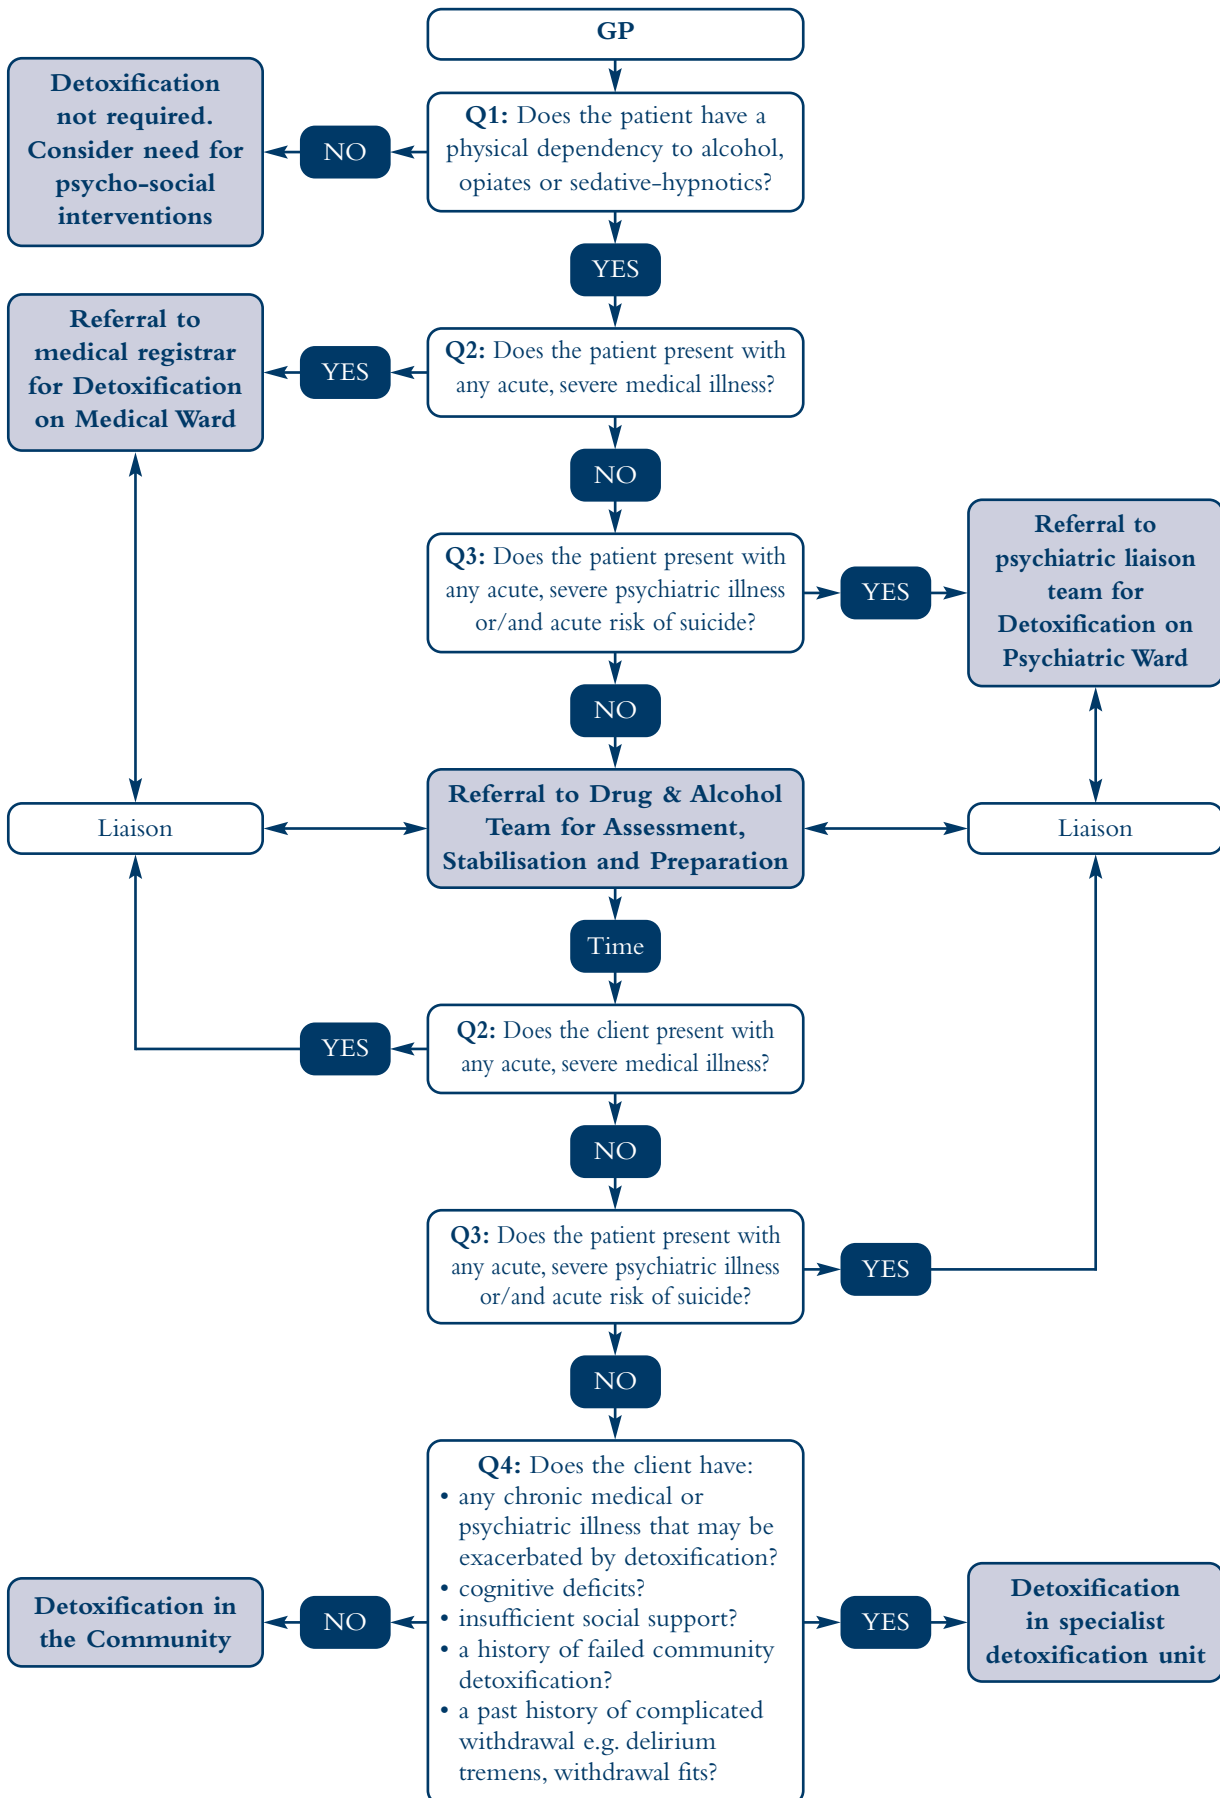 GP
Detoxification
not required.
Consider need for
psycho-social
interventions
NO
Q1: Does the patient have a
physical dependency to alcohol,
opiates or sedative-hypnotics?
YES
Referral to
medical registrar
for Detoxification
on Medical Ward
YES
Q2: Does the patient present with
any acute, severe medical illness?
NO
Q3: Does the patient present with
any acute, severe psychiatric illness
or/and acute risk of suicide?
YES
Referral to
psychiatric liaison
team for
Detoxification on
Psychiatric Ward
NO
Liaison
Referral to Drug & Alcohol
Team for Assessment,
Stabilisation and Preparation
Liaison
Time
YES
Q2: Does the client present with
any acute, severe medical illness?
NO
Q3: Does the patient present with
any acute, severe psychiatric illness
or/and acute risk of suicide?
YES
NO
Q4: Does the client have:
• any chronic medical or
psychiatric illness that may be
exacerbated by detoxification?
• cognitive deficits?
• insufficient social support?
• a history of failed community
detoxification?
• a past history of complicated
withdrawal e.g. delirium
tremens, withdrawal fits?
NO
Detoxification in
the Community
YES
Detoxification
in specialist
detoxification unit